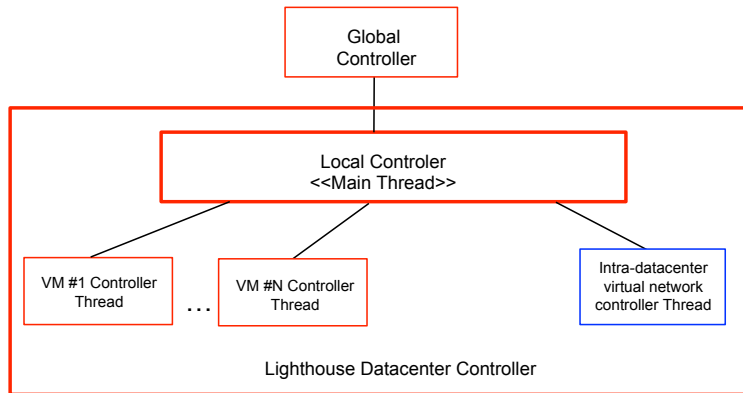 Global
Controller
Local Controler
<<Main Thread>>
VM #1 Controller
Thread
...
VM #N Controller
Thread
Intra-datacenter
virtual network
controller Thread
Lighthouse Datacenter Controller